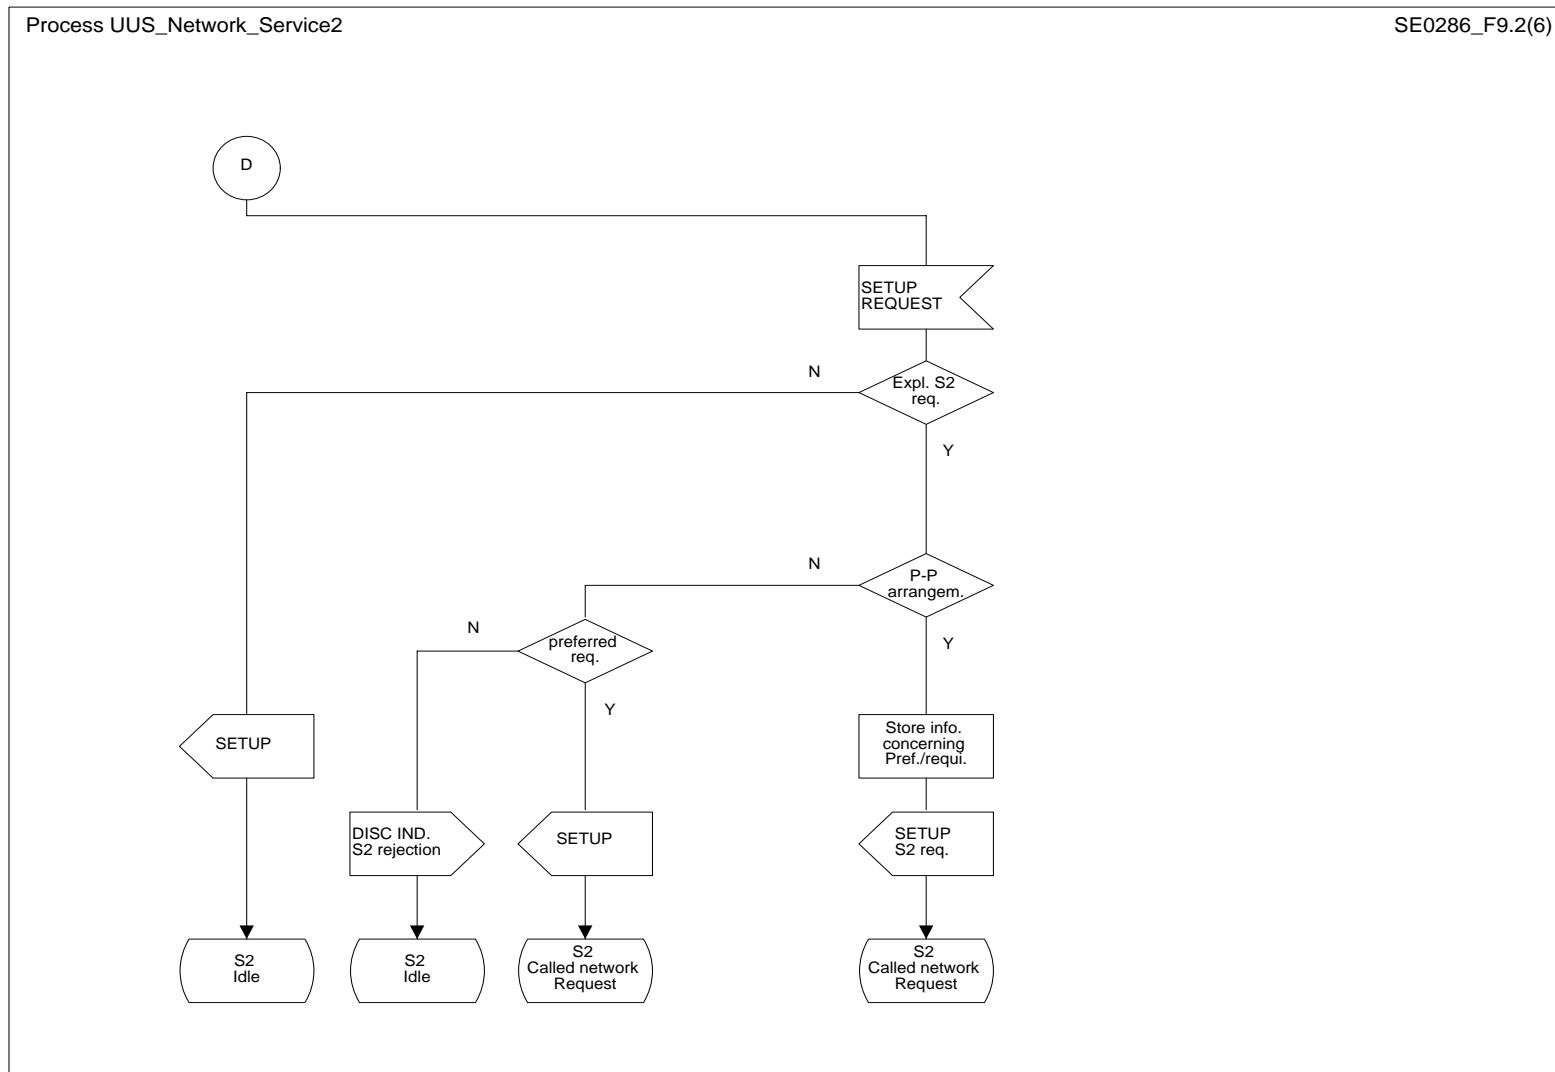 Process UUS_Network_Service2
SE0286_F9.2(6)
D
SETUP
REQUEST
N
Expl. S2
req.
Y
N
P-P
arrangem.
N
preferred
req.
Y
Y
SETUP
Store info.
concerning
Pref./requi.
DISC IND.
S2 rejection
SETUP
SETUP
S2 req.
S2
Idle
S2
Idle
S2
Called network
Request
S2
Called network
Request